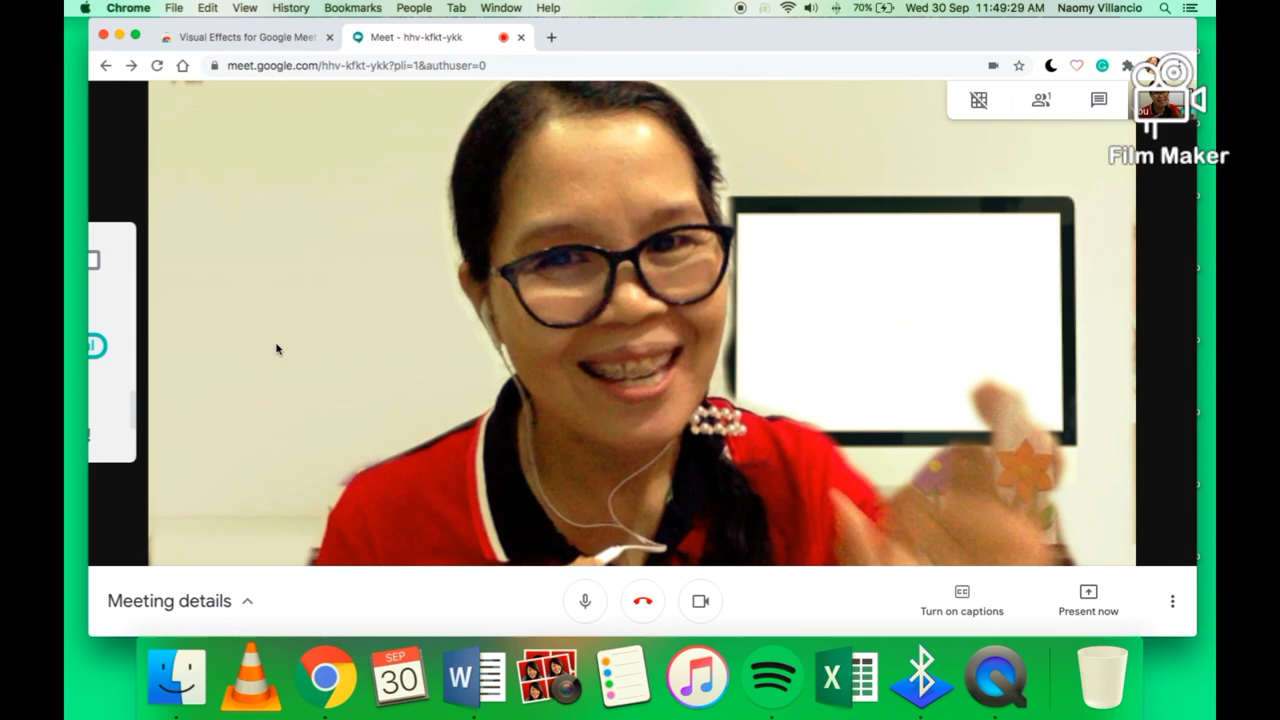 Chrome File Edit View History Bookmarks People Tab Window Help 70% Wed 30 Sep 11:49:29 AM Naomy Villancio
Visual Effects for Google Meet Meet - hhv-kfkt-ykk
meet.google.com/hhv-kfkt-ykk?pli=1&authuser=0
1
Film Maker
Meeting details
CC
Turn on captions
Present now
SEP
30
W
X